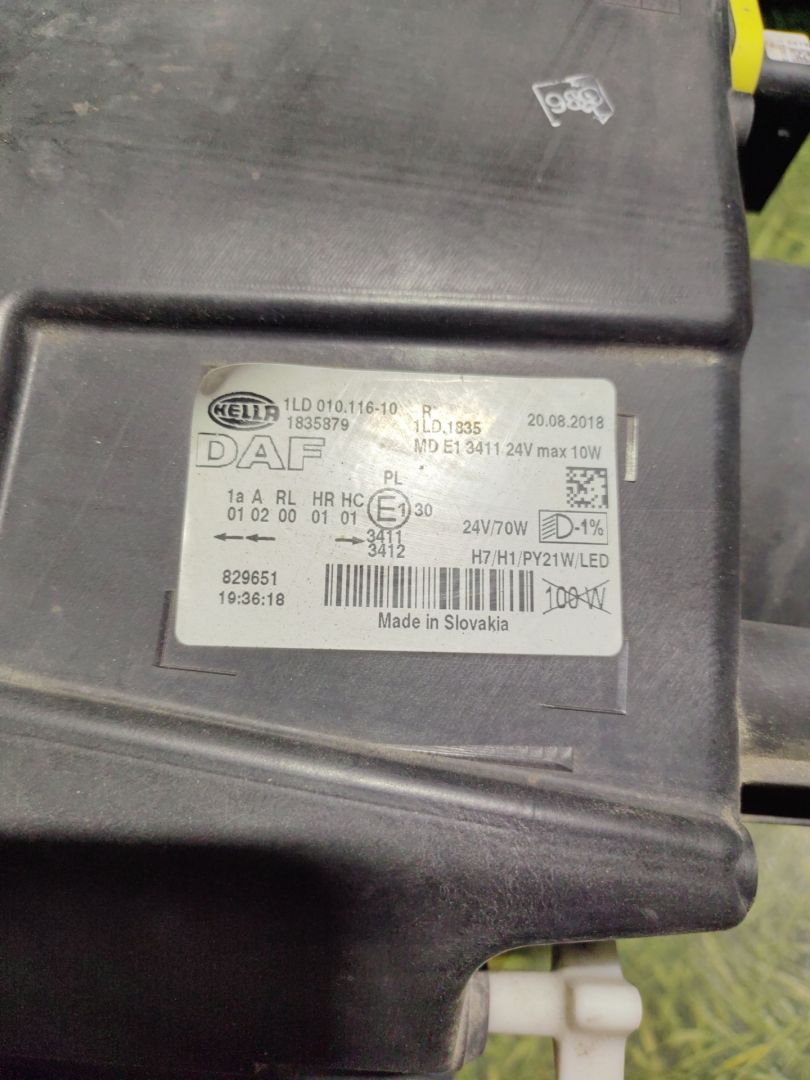 986
HELLA 1LD 010.116-10 R 20.08.2018
1835879 1LD.1835
DAF MD E1 3411 24V max 10W
PL
1a A RL HR HC E1 30
01 02 00 01 01 24V/70W -1%
3411
3412 H7/H1/PY21W/LED
829651 100 W
19:36:18
Made in Slovakia